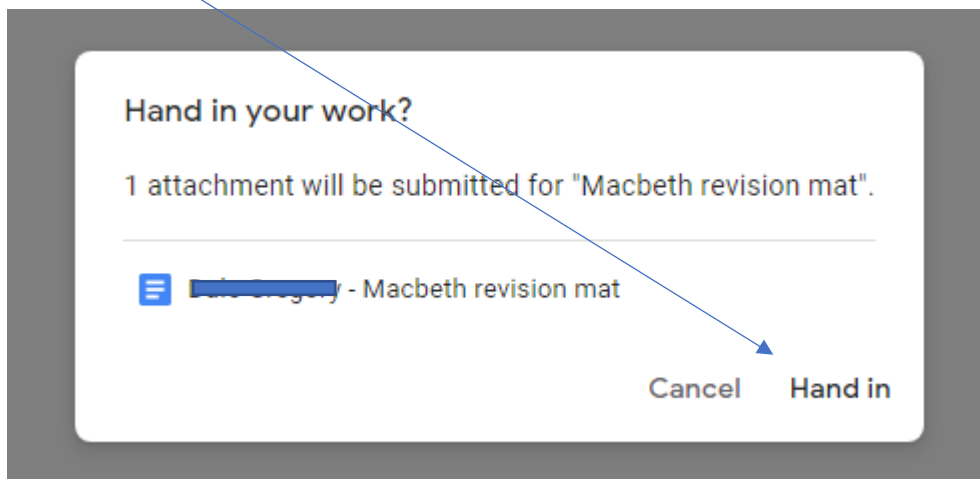 Hand in your work?
1 attachment will be submitted for "Macbeth revision mat".
- Macbeth revision mat
Cancel Hand in